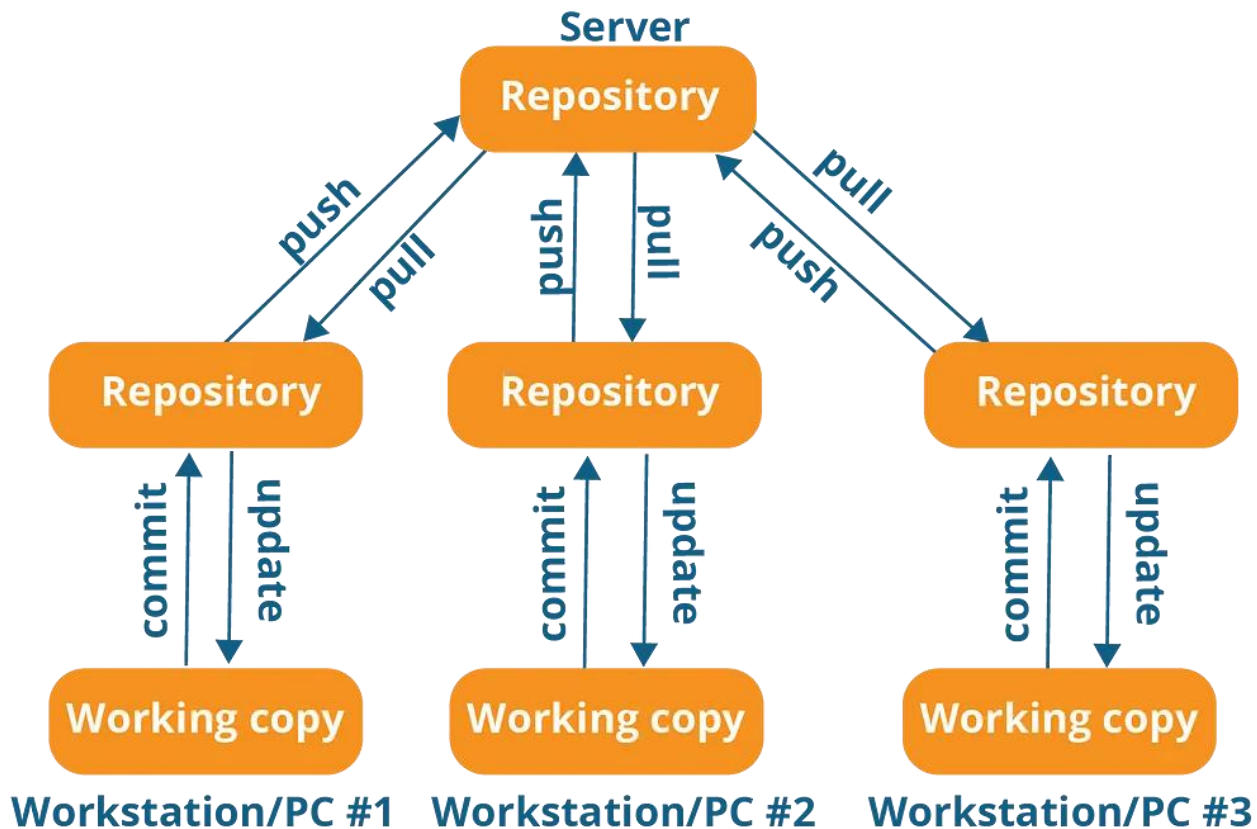 Server
Repository
push
pull
push
pull
push
pull
Repository
Repository
Repository
commit
update
commit
update
commit
update
Working copy
Working copy
Working copy
Workstation/PC #1
Workstation/PC #2
Workstation/PC #3